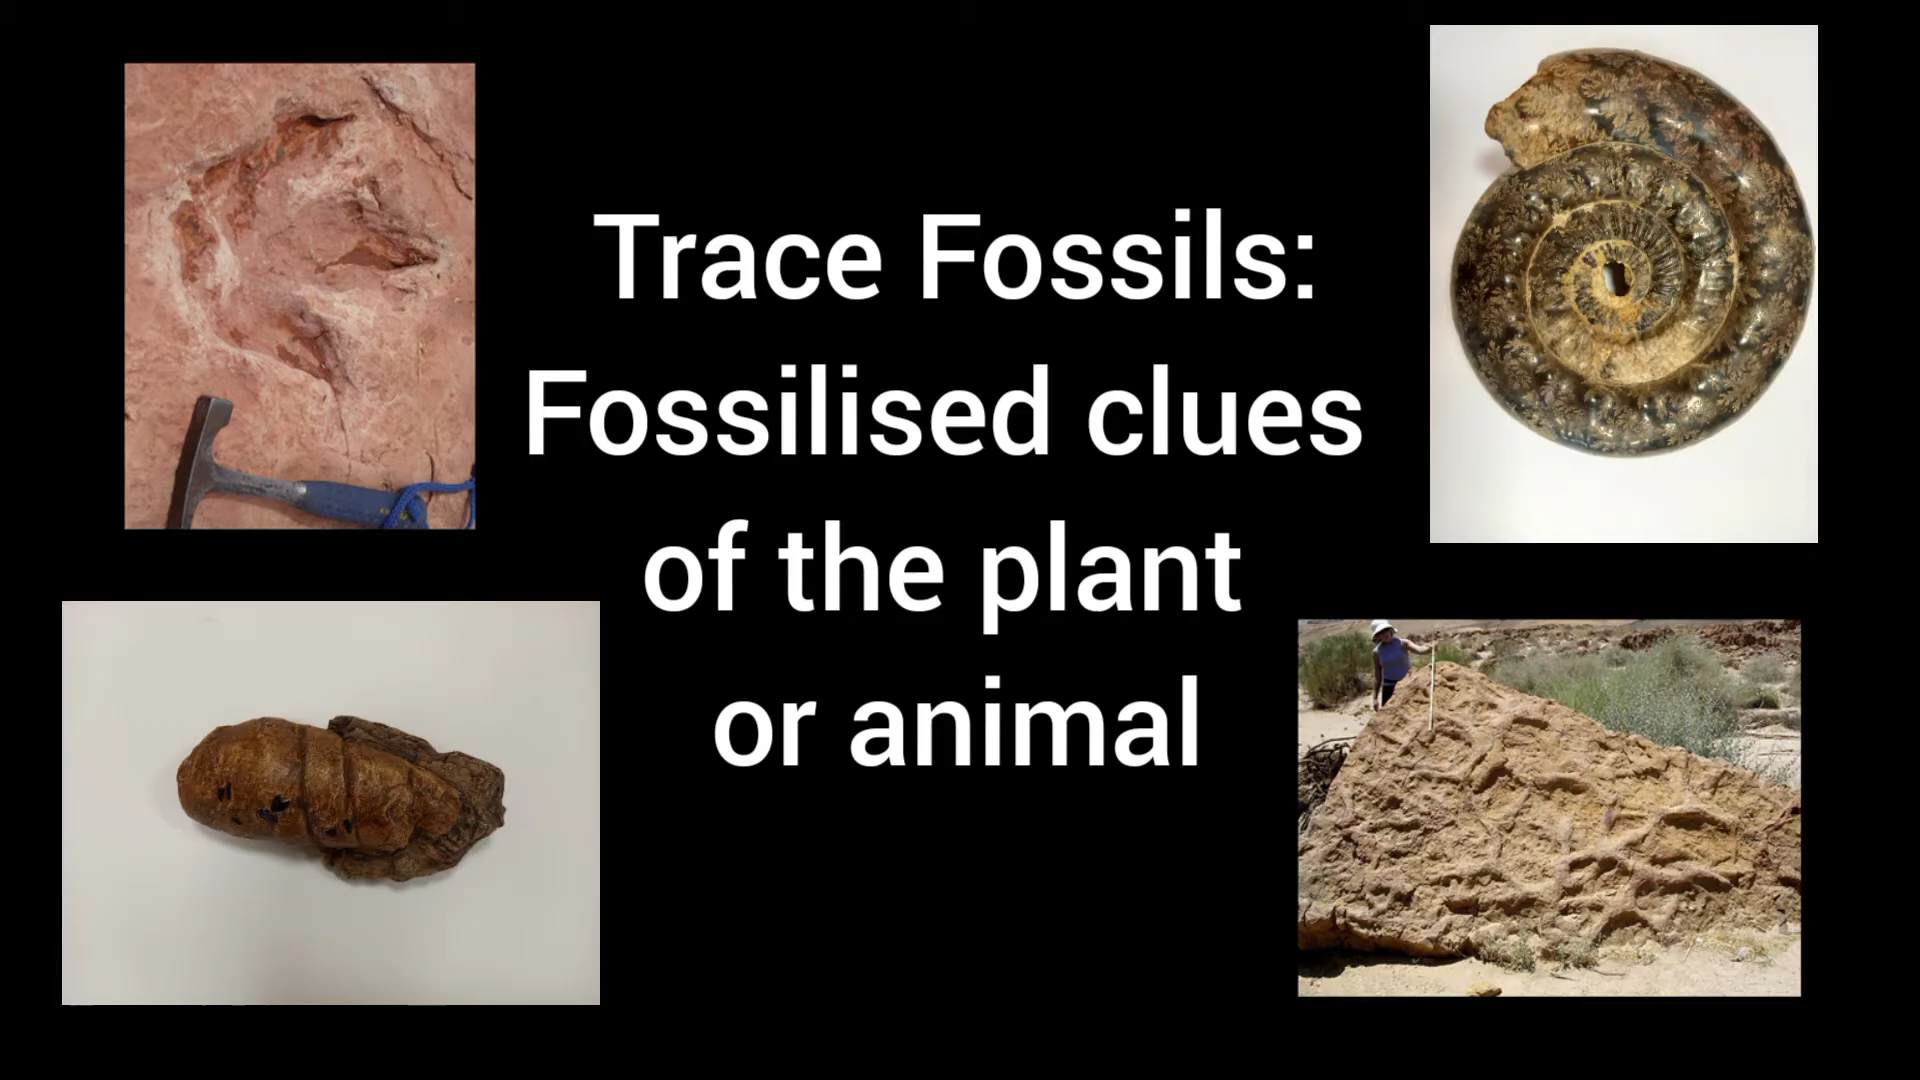 Trace Fossils:
Fossilised clues
of the plant
or animal